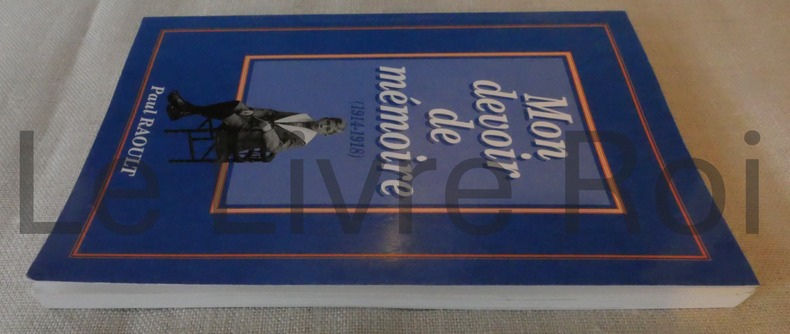 Mon
devoir
de
mémoire
(1914-1918)
Paul RAOULT
Le Livre Roi